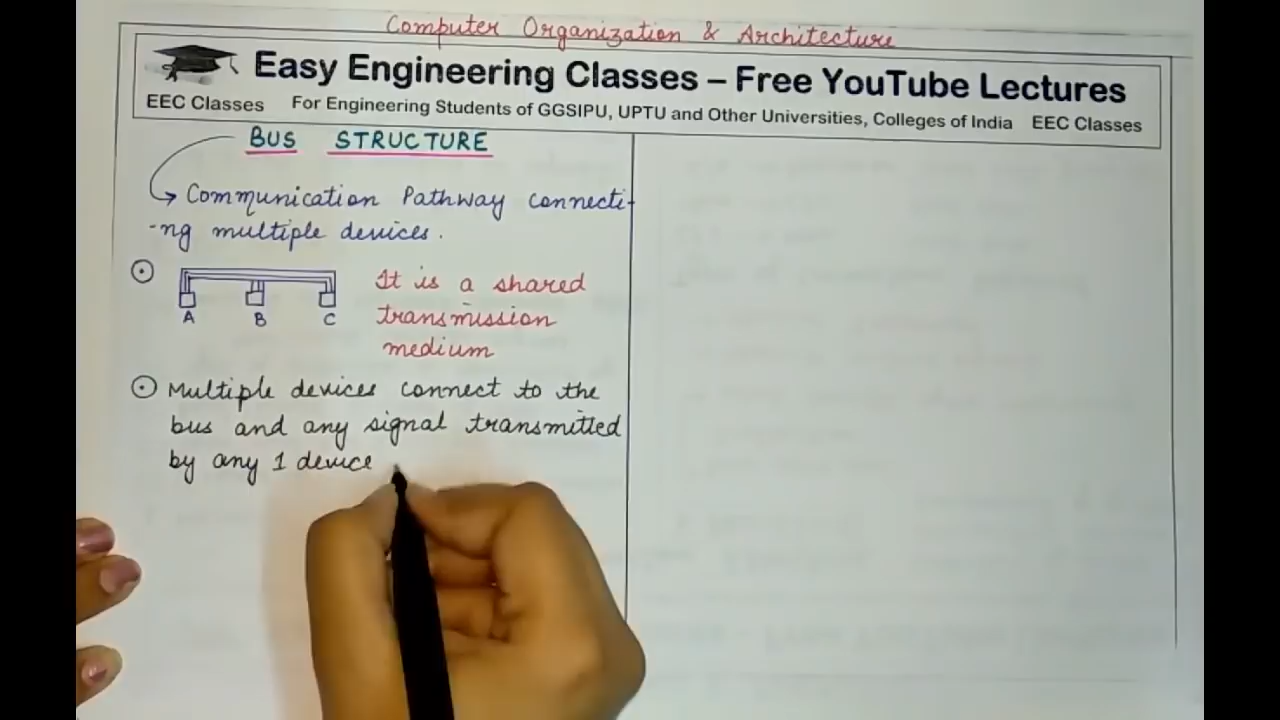 Computer Organization & Architecture
Easy Engineering Classes – Free YouTube Lectures
EEC Classes For Engineering Students of GGSIPU, UPTU and Other Universities, Colleges of India EEC Classes
BUS STRUCTURE
Communication Pathway connecti-
-ng multiple devices.
It is a shared
transmission
medium
A B C
Multiple devices connect to the
bus and any signal transmitted
by any 1 device